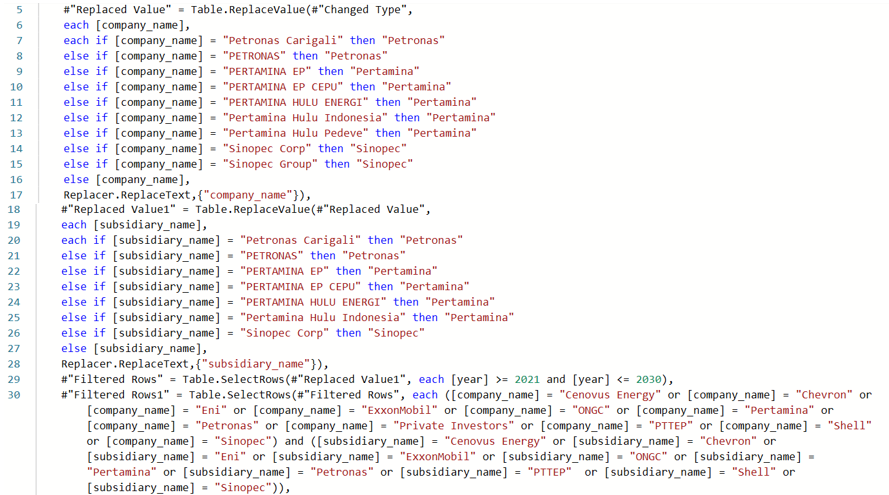 5 #"Replaced Value" = Table.ReplaceValue(#"Changed Type",
6 each [company_name],
7 each if [company_name] = "Petronas Carigali" then "Petronas"
8 else if [company_name] = "PETRONAS" then "Petronas"
9 else if [company_name] = "PERTAMINA EP" then "Pertamina"
10 else if [company_name] = "PERTAMINA EP CEPU" then "Pertamina"
11 else if [company_name] = "PERTAMINA HULU ENERGI" then "Pertamina"
12 else if [company_name] = "Pertamina Hulu Indonesia" then "Pertamina"
13 else if [company_name] = "Pertamina Hulu Pedeve" then "Pertamina"
14 else if [company_name] = "Sinopec Corp" then "Sinopec"
15 else if [company_name] = "Sinopec Group" then "Sinopec"
16 else [company_name],
17 Replacer.ReplaceText,{"company_name"}),
18 #"Replaced Value1" = Table.ReplaceValue(#"Replaced Value",
19 each [subsidiary_name],
20 each if [subsidiary_name] = "Petronas Carigali" then "Petronas"
21 else if [subsidiary_name] = "PETRONAS" then "Petronas"
22 else if [subsidiary_name] = "PERTAMINA EP" then "Pertamina"
23 else if [subsidiary_name] = "PERTAMINA EP CEPU" then "Pertamina"
24 else if [subsidiary_name] = "PERTAMINA HULU ENERGI" then "Pertamina"
25 else if [subsidiary_name] = "Pertamina Hulu Indonesia" then "Pertamina"
26 else if [subsidiary_name] = "Sinopec Corp" then "Sinopec"
27 else [subsidiary_name],
28 Replacer.ReplaceText,{"subsidiary_name"}),
29 #"Filtered Rows" = Table.SelectRows(#"Replaced Value1", each [year] >= 2021 and [year] <= 2030),
30 #"Filtered Rows1" = Table.SelectRows(#"Filtered Rows", each ([company_name] = "Cenovus Energy" or [company_name] = "Chevron" or
[company_name] = "Eni" or [company_name] = "ExxonMobil" or [company_name] = "ONGC" or [company_name] = "Pertamina" or
[company_name] = "Petronas" or [company_name] = "Private Investors" or [company_name] = "PTTEP" or [company_name] = "Shell"
or [company_name] = "Sinopec") and ([subsidiary_name] = "Cenovus Energy" or [subsidiary_name] = "Chevron" or
[subsidiary_name] = "Eni" or [subsidiary_name] = "ExxonMobil" or [subsidiary_name] = "ONGC" or [subsidiary_name] =
"Pertamina" or [subsidiary_name] = "Petronas" or [subsidiary_name] = "PTTEP"  or [subsidiary_name] = "Shell" or
[subsidiary_name] = "Sinopec")),